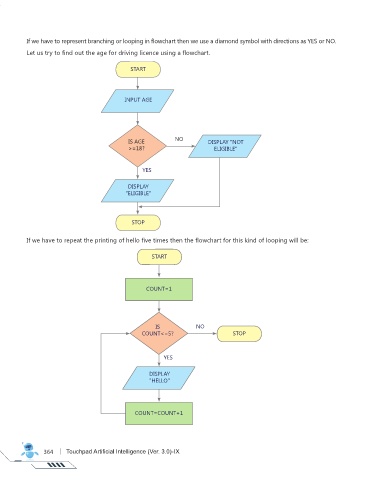 If we have to represent branching or looping in flowchart then we use a diamond symbol with directions as YES or NO.
Let us try to find out the age for driving licence using a flowchart.
START
INPUT AGE
IS AGE
>=18?
NO
DISPLAY "NOT
ELIGIBLE"
YES
DISPLAY
"ELIGIBLE"
STOP
If we have to repeat the printing of hello five times then the flowchart for this kind of looping will be:
START
COUNT=1
IS
COUNT<=5?
NO
STOP
YES
DISPLAY
"HELLO"
COUNT=COUNT+1
364 | Touchpad Artificial Intelligence (Ver. 3.0)-IX